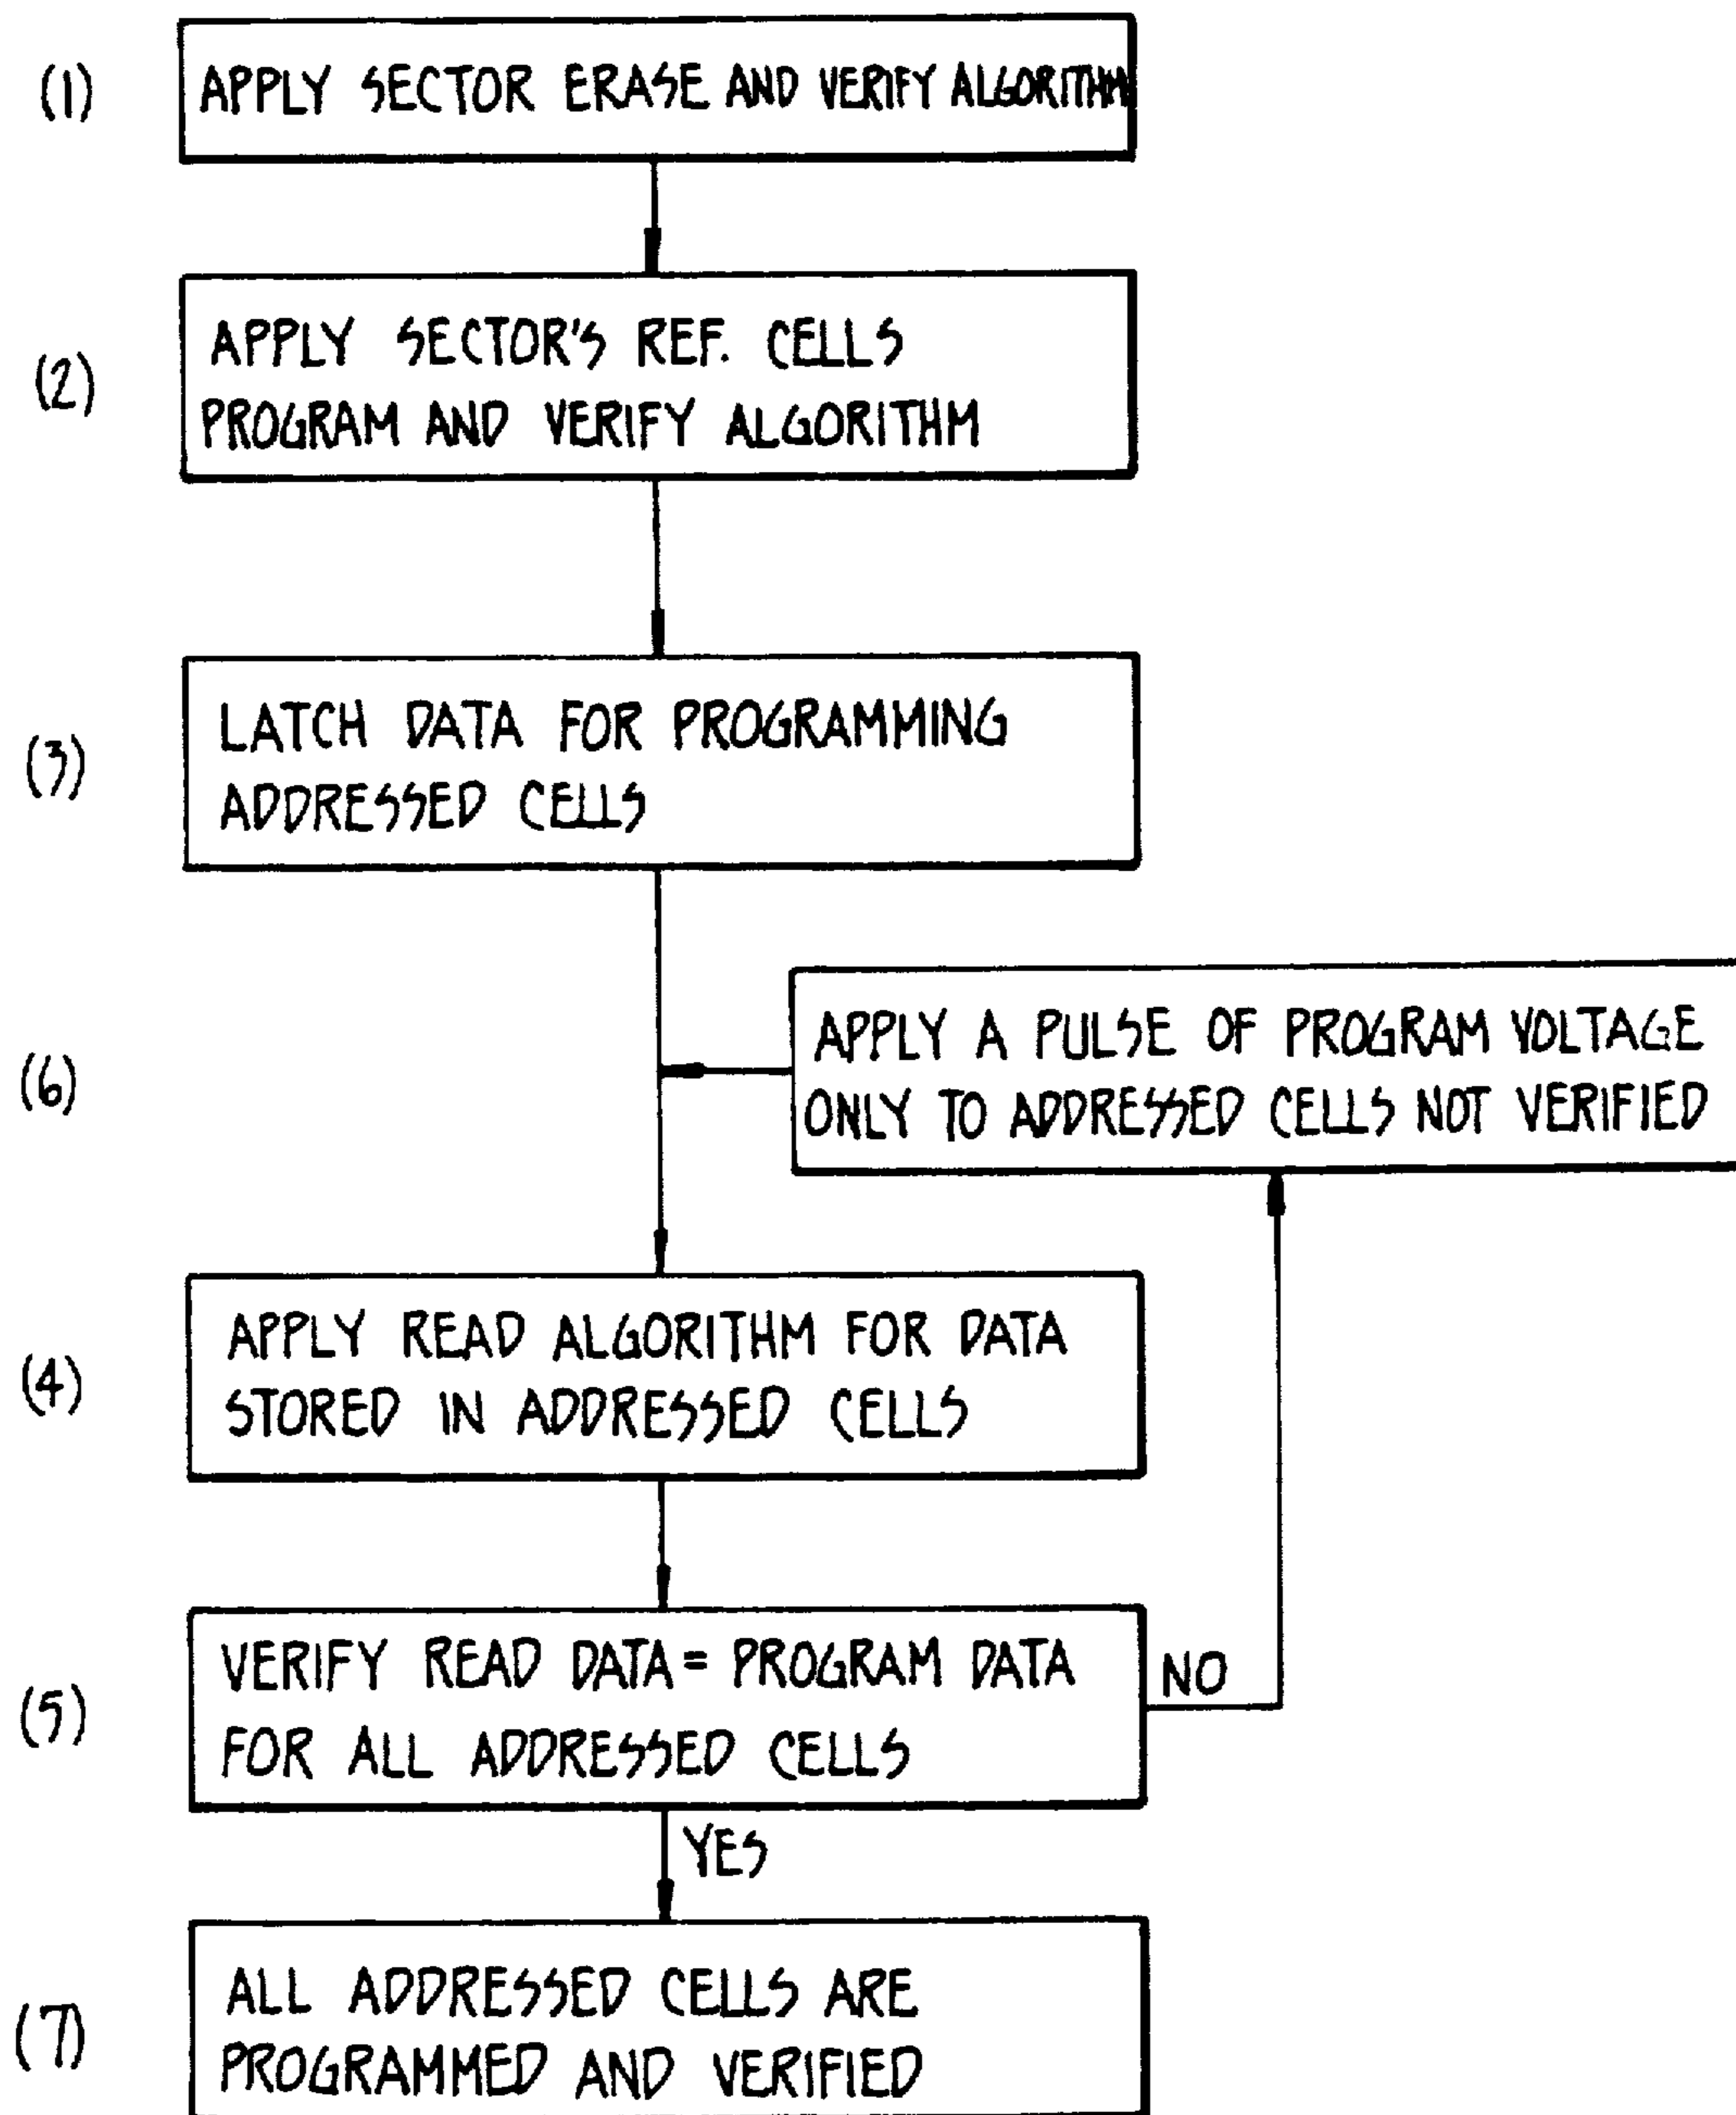 (1)
APPLY SECTOR ERASE AND VERIFY ALGORITHM
(2)
APPLY SECTOR'S REF. CELLS
PROGRAM AND VERIFY ALGORITHM
(3)
LATCH DATA FOR PROGRAMMING
ADDRESSED CELLS
(6)
APPLY A PULSE OF PROGRAM VOLTAGE
ONLY TO ADDRESSED CELLS NOT VERIFIED
(4)
APPLY READ ALGORITHM FOR DATA
STORED IN ADDRESSED CELLS
(5)
VERIFY READ DATA = PROGRAM DATA
FOR ALL ADDRESSED CELLS
NO
YES
(7)
ALL ADDRESSED CELLS ARE
PROGRAMMED AND VERIFIED